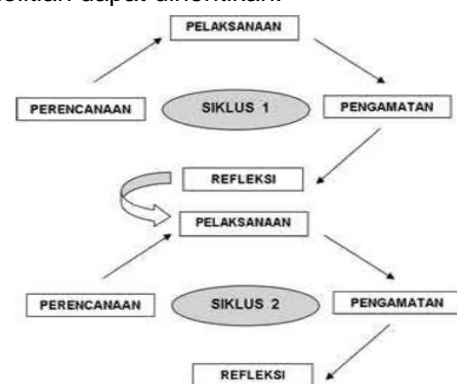 PELAKSANAAN
PERENCANAAN SIKLUS 1 PENGAMATAN
REFLEKSI
PELAKSANAAN
PERENCANAAN SIKLUS 2 PENGAMATAN
REFLEKSI